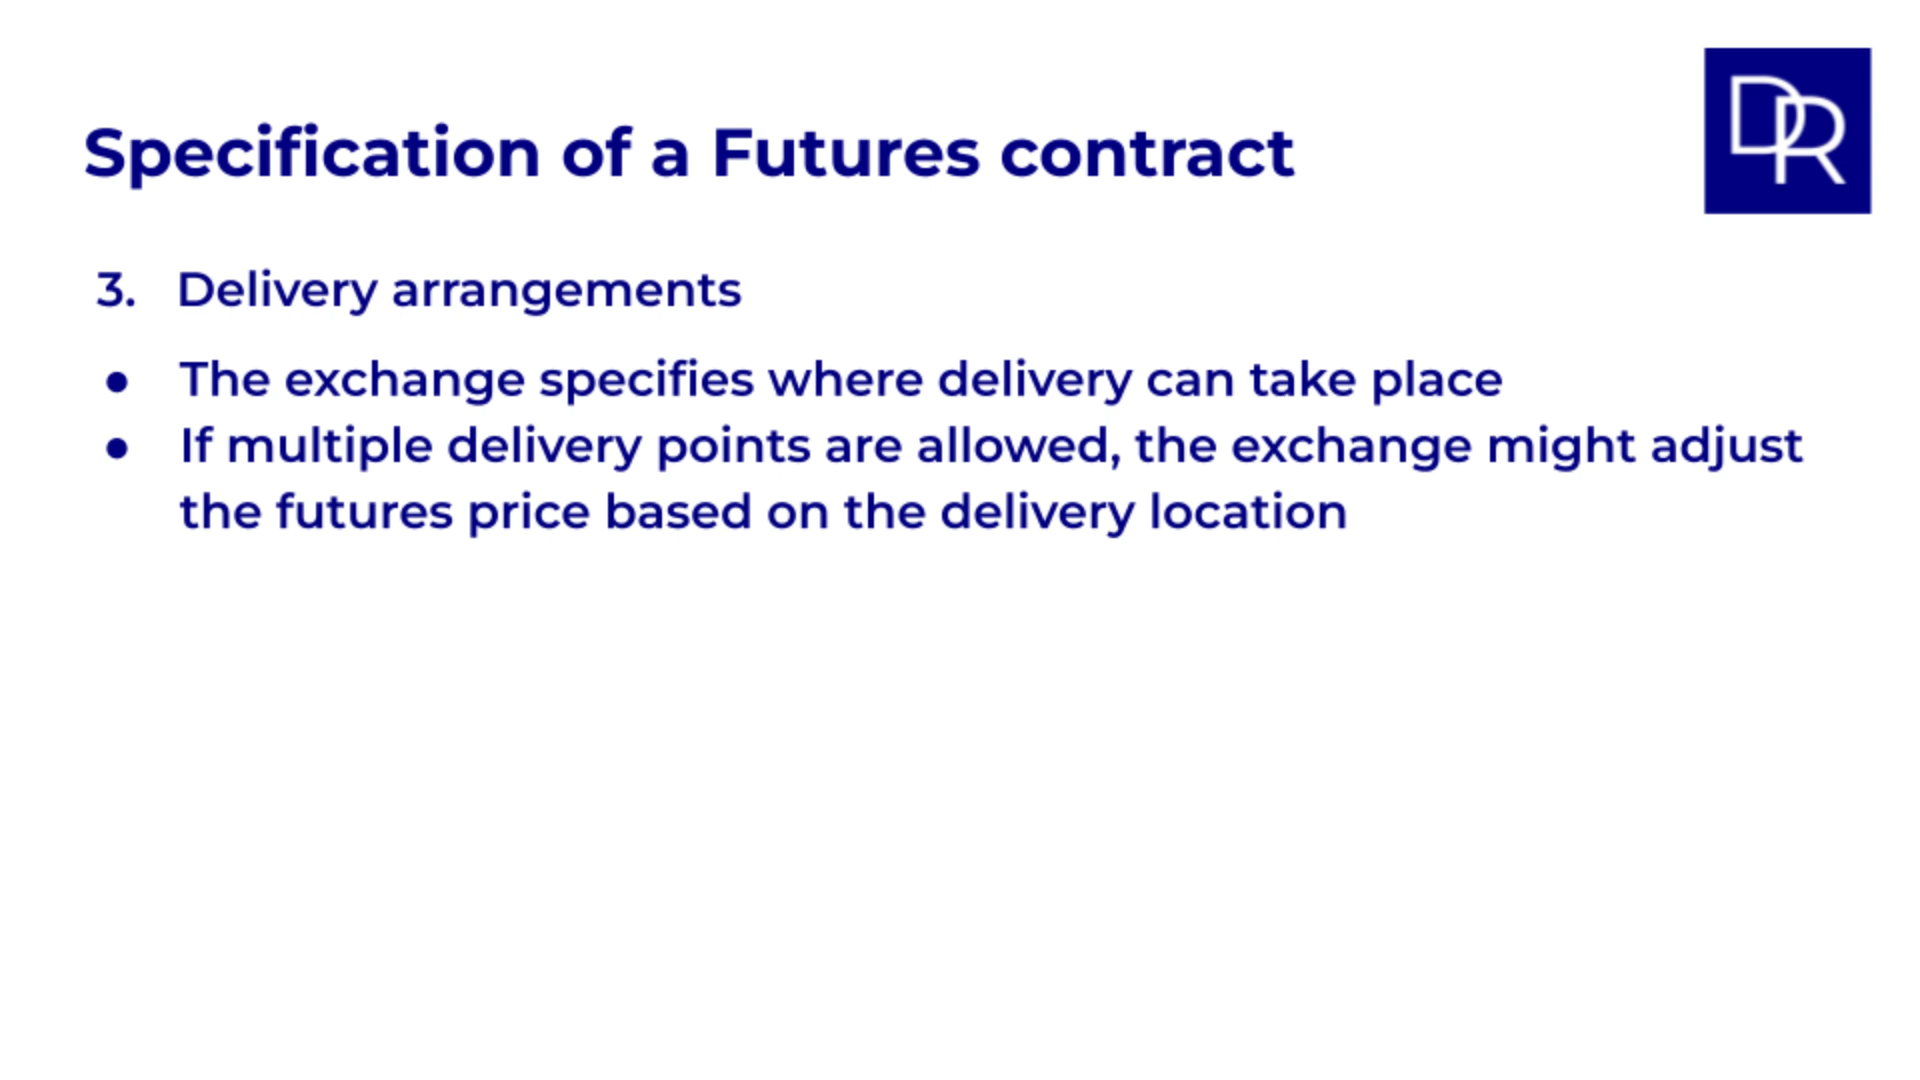 DR
Specification of a Futures contract
3. Delivery arrangements
● The exchange specifies where delivery can take place
● If multiple delivery points are allowed, the exchange might adjust
the futures price based on the delivery location